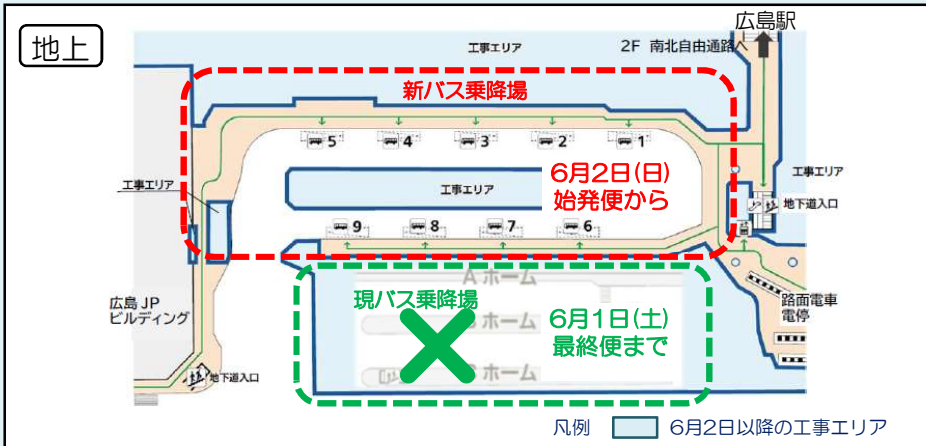 地上
広島駅
工事エリア
2F 南北自由通路へ
新バス乗降場
5
4
3
2
1
工事エリア
工事エリア
工事エリア
6月2日(日)
始発便から
地下道入口
9
8
7
6
Aホーム
現バス乗降場
ホーム
6月1日(土)
最終便まで
ホーム
広島JP
ビルディング
路面電車
電停
地下道入口
凡例
6月2日以降の工事エリア